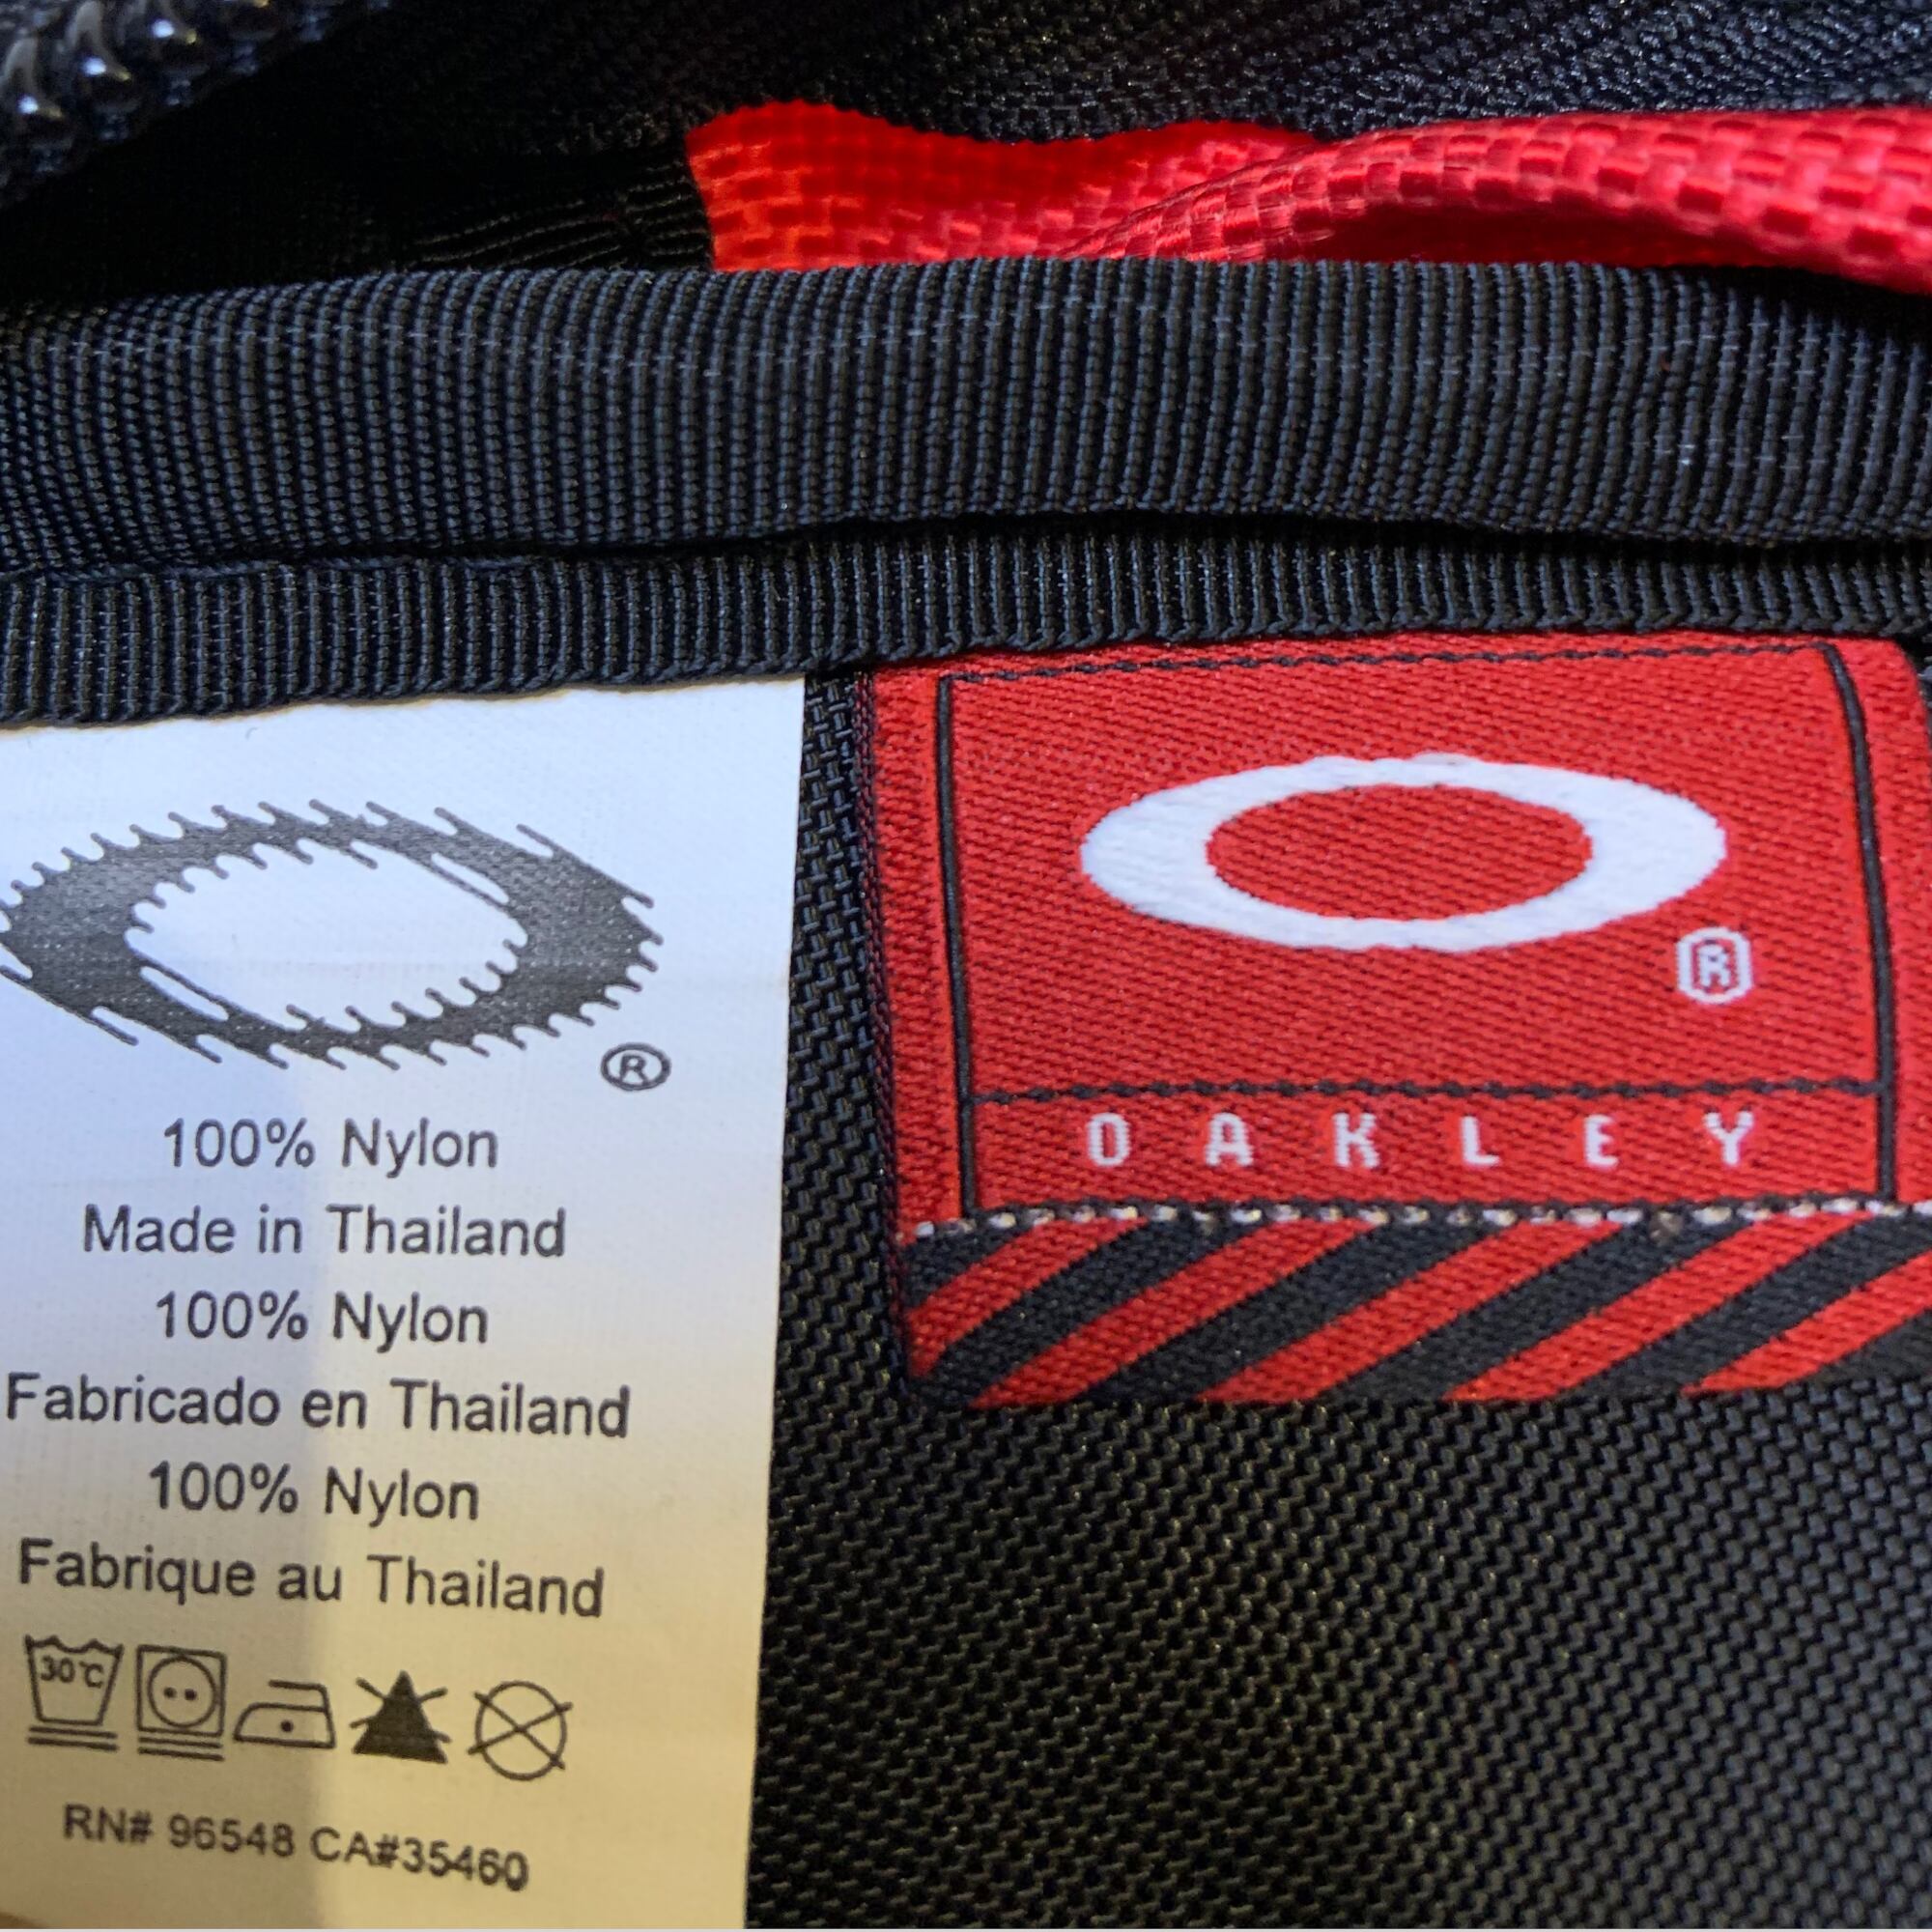 ®
100% Nylon
Made in Thailand
100% Nylon
Fabricado en Thailand
100% Nylon
Fabrique au Thailand
30°C
RN# 96548 CA#35460
®
OAKLEY